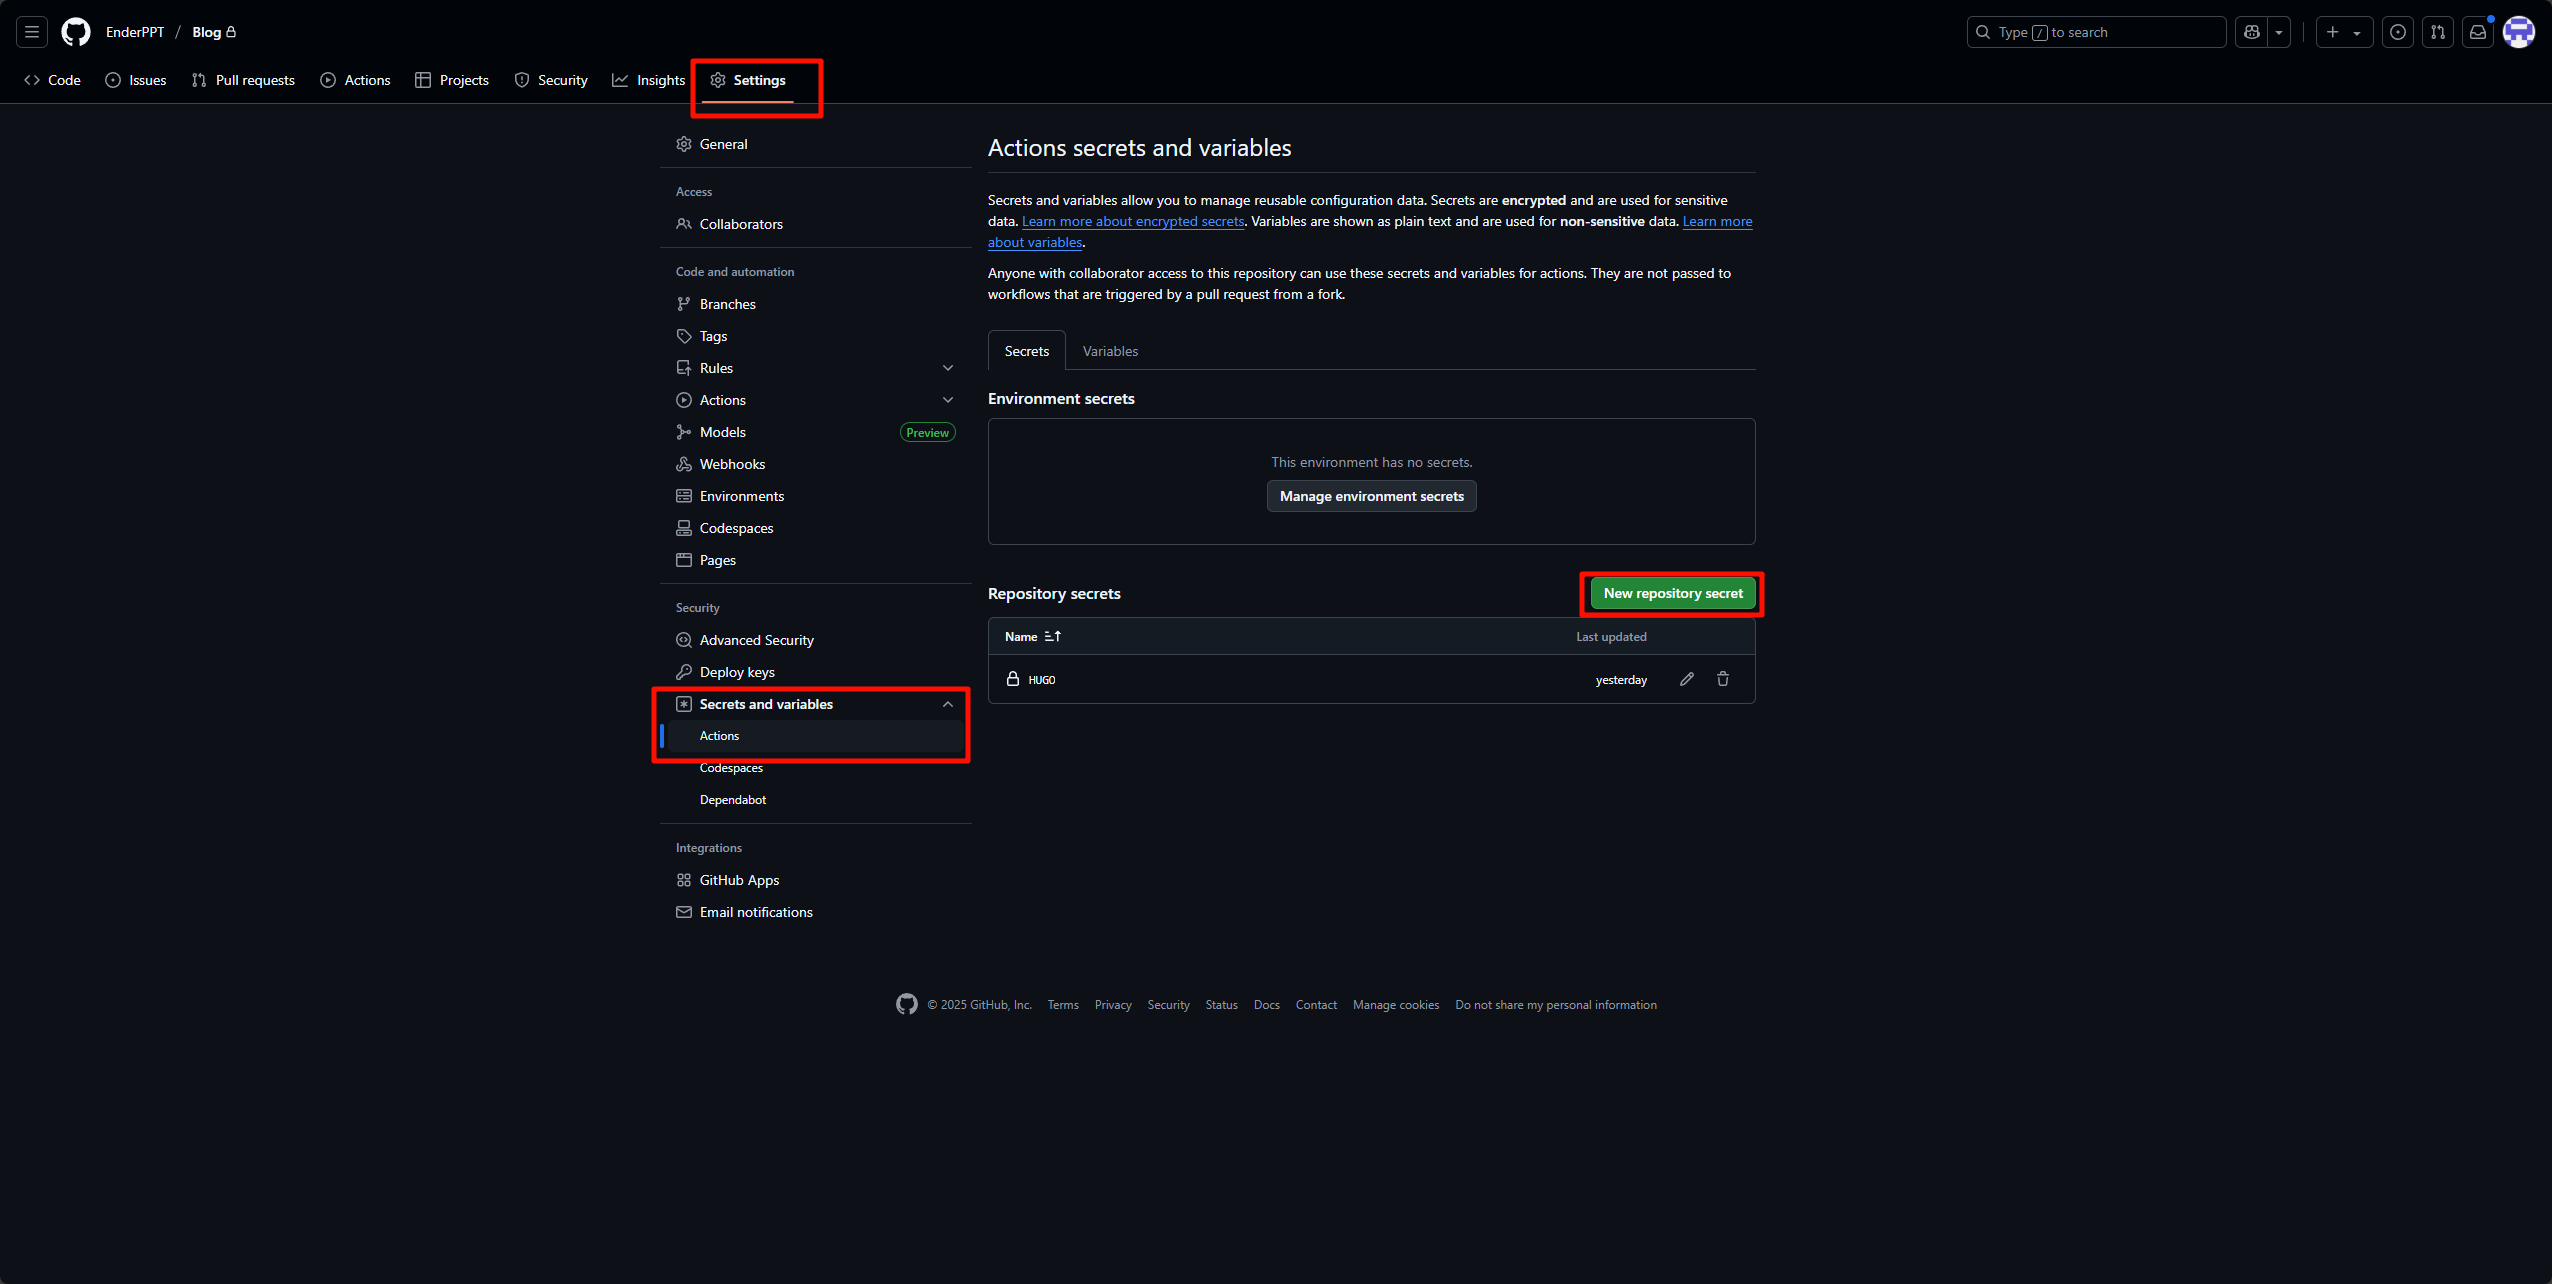 EnderPPT / Blog
Type / to search
Code Issues Pull requests Actions Projects Security Insights Settings
General
Access
Collaborators
Code and automation
Branches
Tags
Rules
Actions
Models Preview
Webhooks
Environments
Codespaces
Pages
Security
Advanced Security
Deploy keys
Secrets and variables
Actions
Codespaces
Dependabot
Integrations
GitHub Apps
Email notifications
Actions secrets and variables
Secrets and variables allow you to manage reusable configuration data. Secrets are encrypted and are used for sensitive
data. Learn more about encrypted secrets. Variables are shown as plain text and are used for non-sensitive data. Learn more
about variables.
Anyone with collaborator access to this repository can use these secrets and variables for actions. They are not passed to
workflows that are triggered by a pull request from a fork.
Secrets Variables
Environment secrets
This environment has no secrets.
Manage environment secrets
Repository secrets New repository secret
Name Last updated
HUGO yesterday
© 2025 GitHub, Inc. Terms Privacy Security Status Docs Contact Manage cookies Do not share my personal information